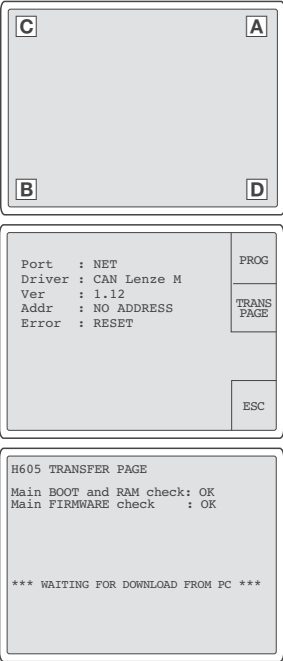 C A
B D
Port : NET
Driver : CAN Lenze M
Ver : 1.12
Addr : NO ADDRESS
Error : RESET
PROG
TRANS
PAGE
ESC
H605 TRANSFER PAGE
Main BOOT and RAM check: OK
Main FIRMWARE check : OK
*** WAITING FOR DOWNLOAD FROM PC ***